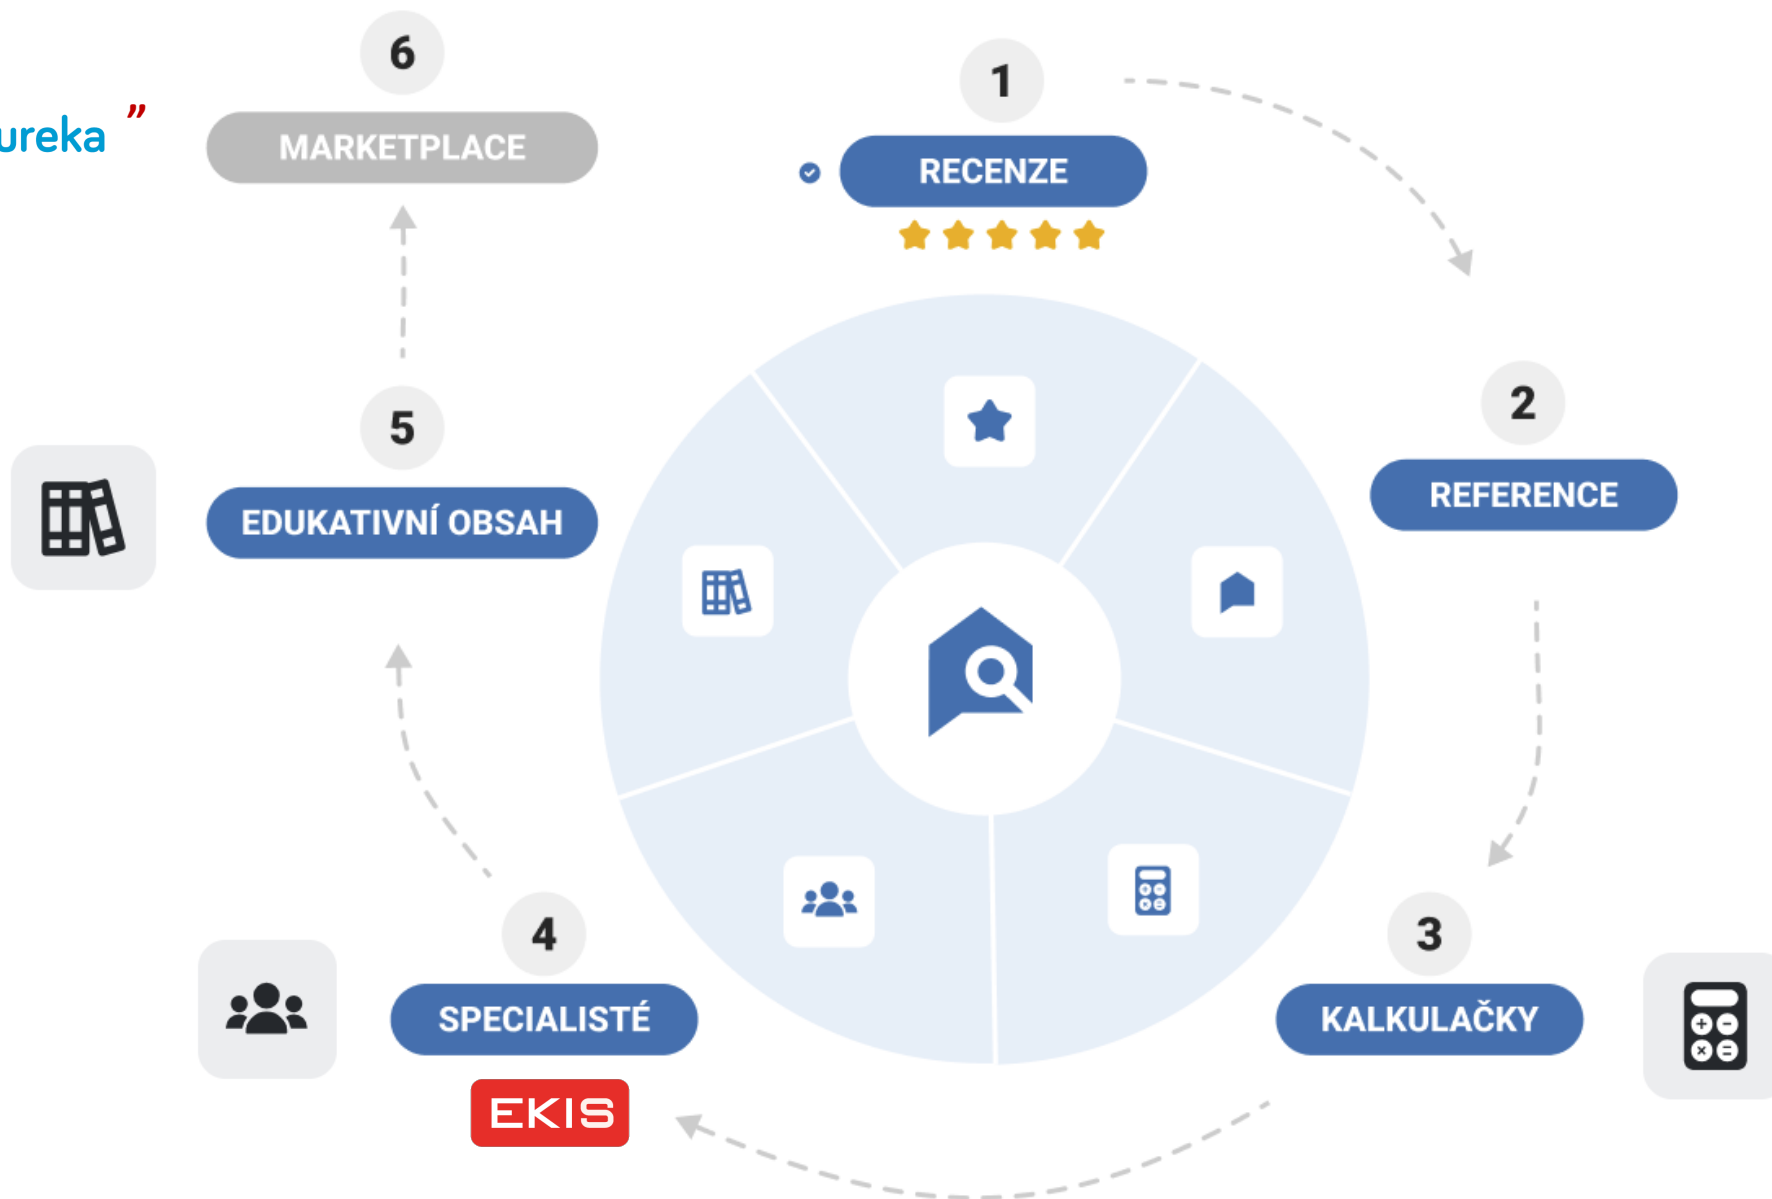 6
ureka ”
MARKETPLACE
1
RECENZE
2
REFERENCE
5
EDUKATIVNÍ OBSAH
4
SPECIALISTÉ
EKIS
3
KALKULAČKY